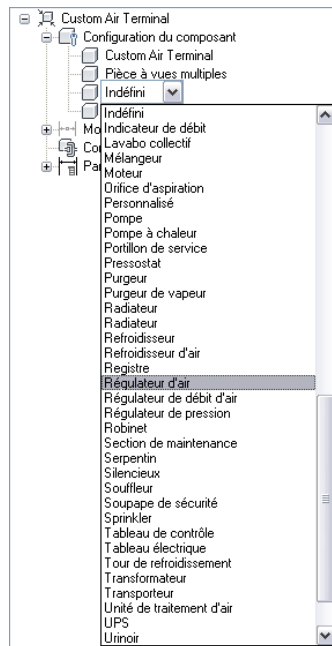 Custom Air Terminal
Configuration du composant
Custom Air Terminal
Pièce à vues multiples
Indéfini
Indéfini
Mo
Indicateur de débit
Lavabo collectif
Co
Mélangeur
Pa
Moteur
Orifice d'aspiration
Personnalisé
Pompe
Pompe à chaleur
Portillon de service
Pressostat
Purgeur
Purgeur de vapeur
Radiateur
Radiateur
Refroidisseur
Refroidisseur d'air
Registre
Régulateur d'air
Régulateur de débit d'air
Régulateur de pression
Robinet
Section de maintenance
Serpentin
Silencieux
Souffleur
Soupape de sécurité
Sprinkler
Tableau de contrôle
Tableau électrique
Tour de refroidissement
Transformateur
Transporteur
Unité de traitement d'air
UPS
Urinoir